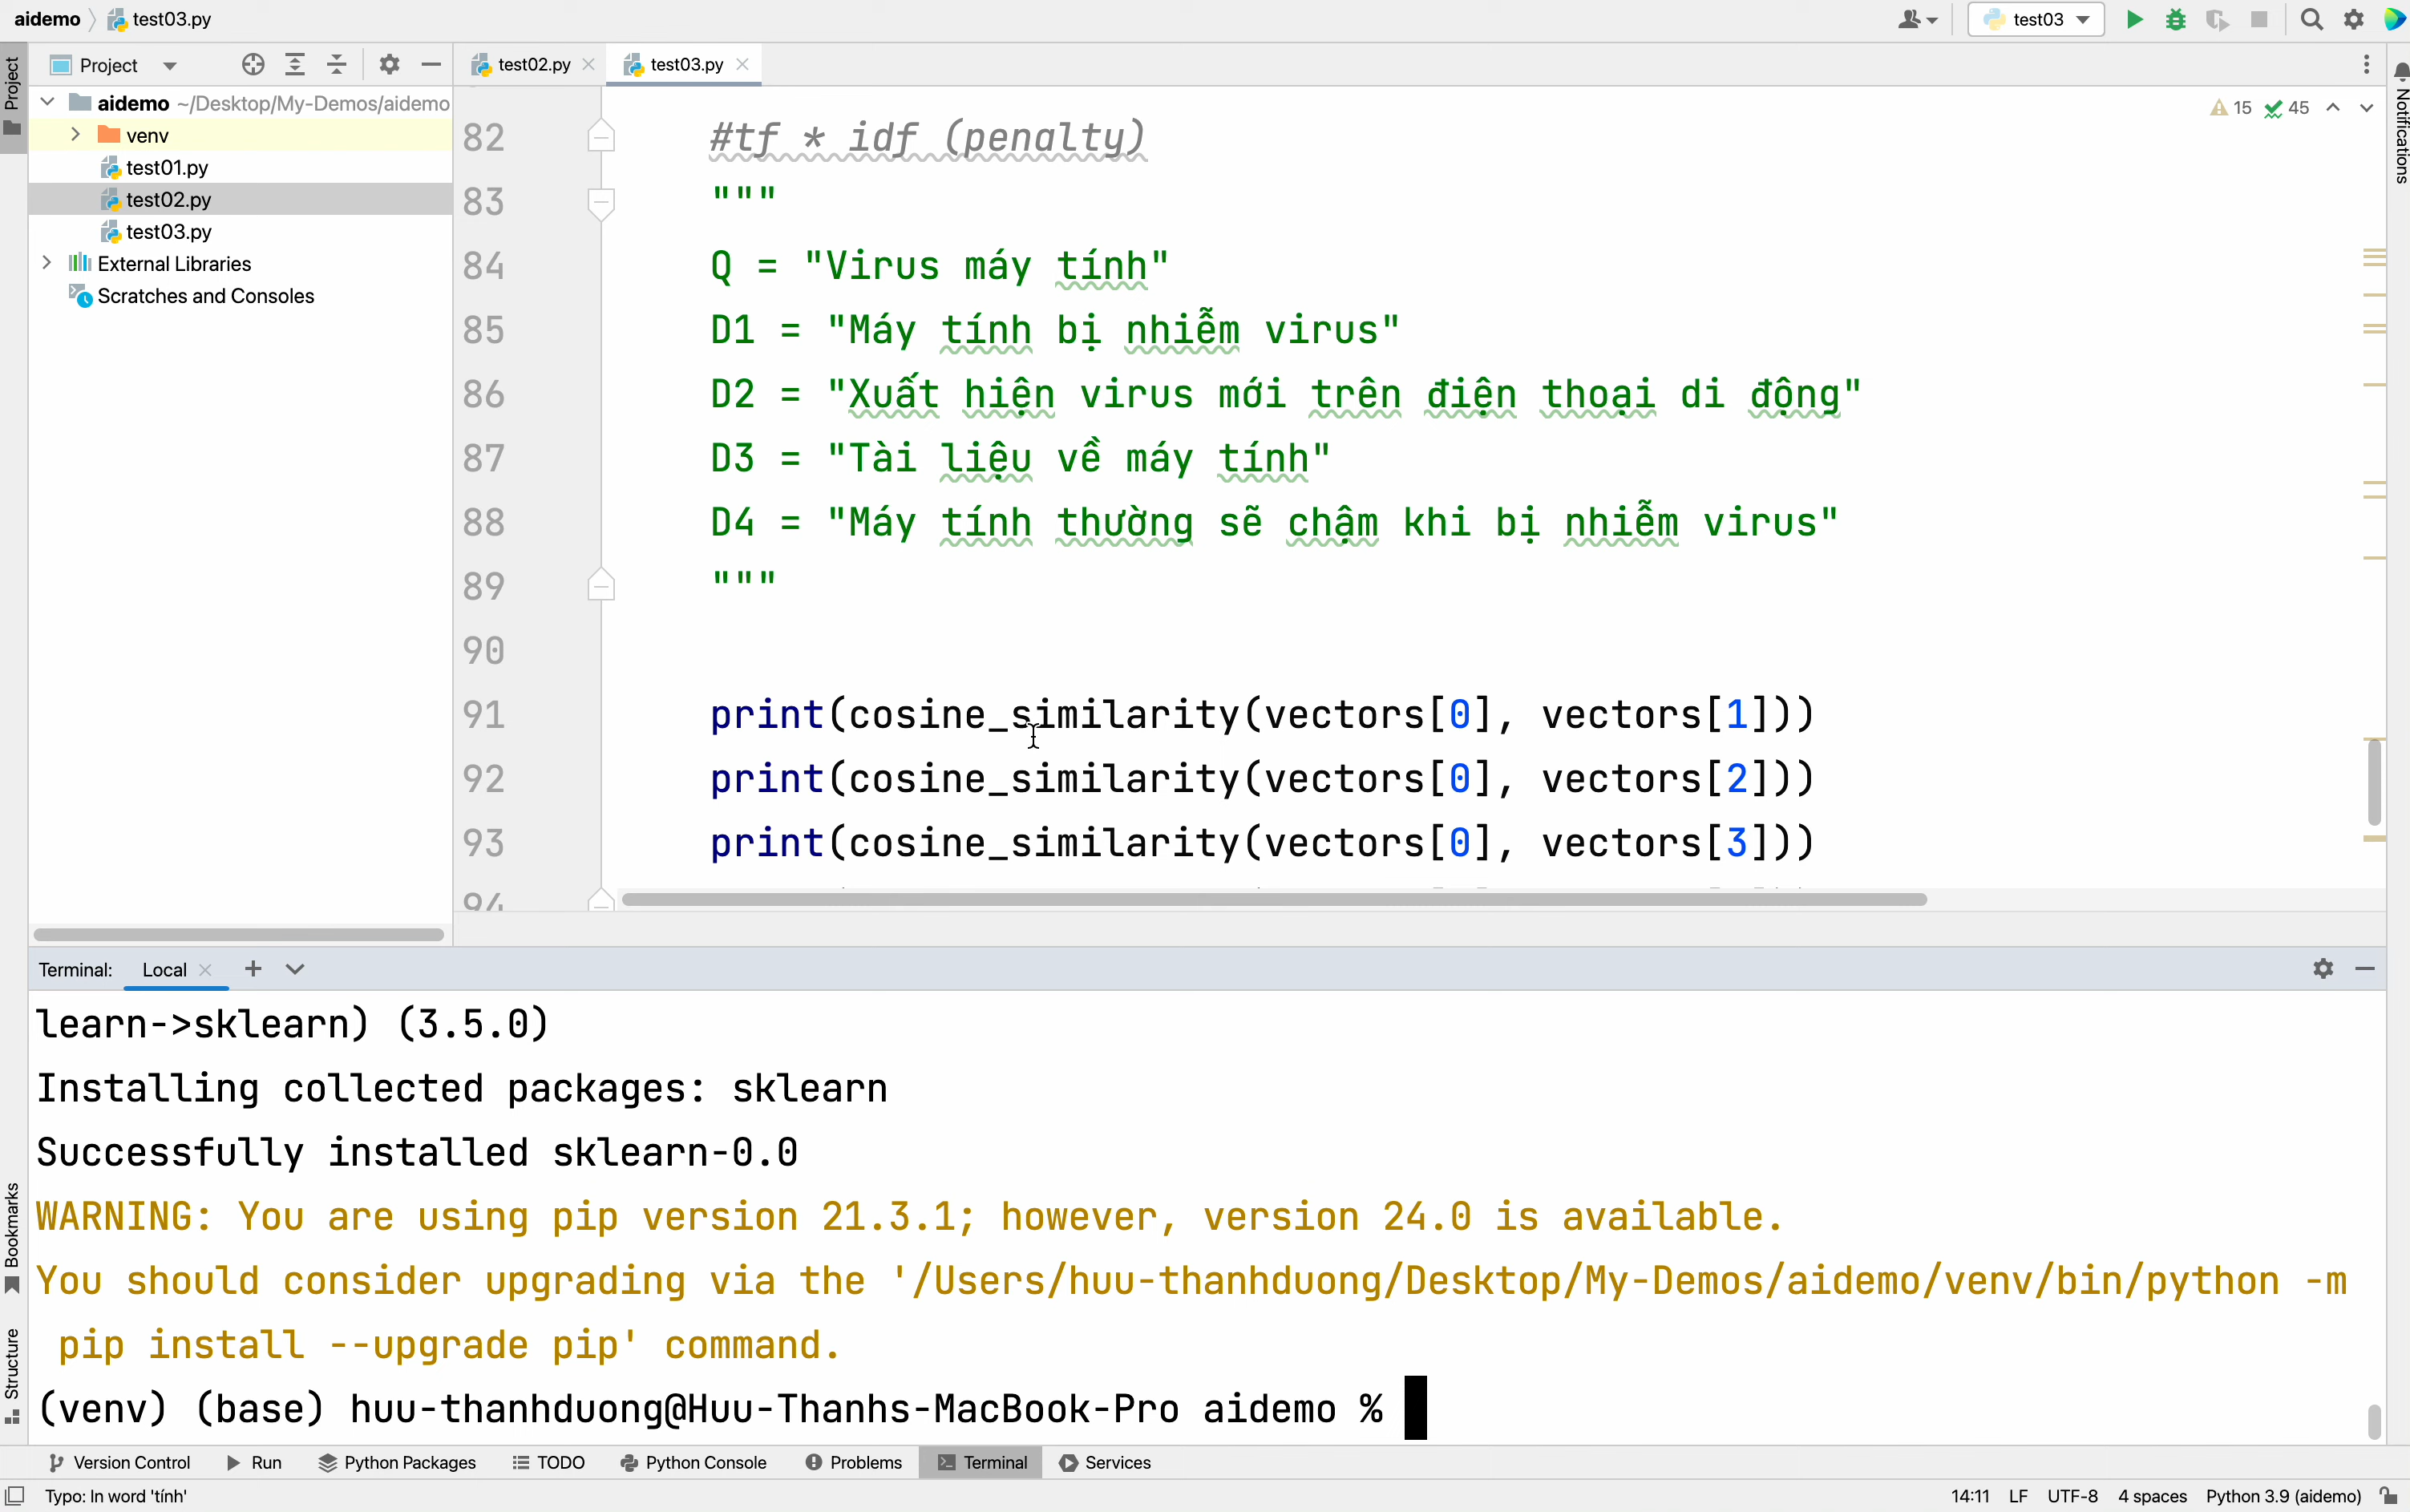 aidemo test03.py
test03
Project
Project
test02.py
test03.py
Notifications
aidemo ~/Desktop/My-Demos/aidemo
venv
test01.py
test02.py
test03.py
External Libraries
Scratches and Consoles
15 45
82 #tf * idf (penalty)
83 """
84 Q = "Virus máy tính"
85 D1 = "Máy tính bị nhiễm virus"
86 D2 = "Xuất hiện virus mới trên điện thoại di động"
87 D3 = "Tài liệu về máy tính"
88 D4 = "Máy tính thường sẽ chậm khi bị nhiễm virus"
89 """
90
91 print(cosine_similarity(vectors[0], vectors[1]))
92 print(cosine_similarity(vectors[0], vectors[2]))
93 print(cosine_similarity(vectors[0], vectors[3]))
94
Terminal: Local
learn->sklearn) (3.5.0)
Installing collected packages: sklearn
Successfully installed sklearn-0.0
WARNING: You are using pip version 21.3.1; however, version 24.0 is available.
You should consider upgrading via the '/Users/huu-thanhduong/Desktop/My-Demos/aidemo/venv/bin/python -m
pip install --upgrade pip' command.
(venv) (base) huu-thanhduong@Huu-Thanhs-MacBook-Pro aidemo %
Bookmarks
Structure
Version Control Run Python Packages TODO Python Console Problems Terminal Services
Typo: In word 'tính' 14:11 LF UTF-8 4 spaces Python 3.9 (aidemo)